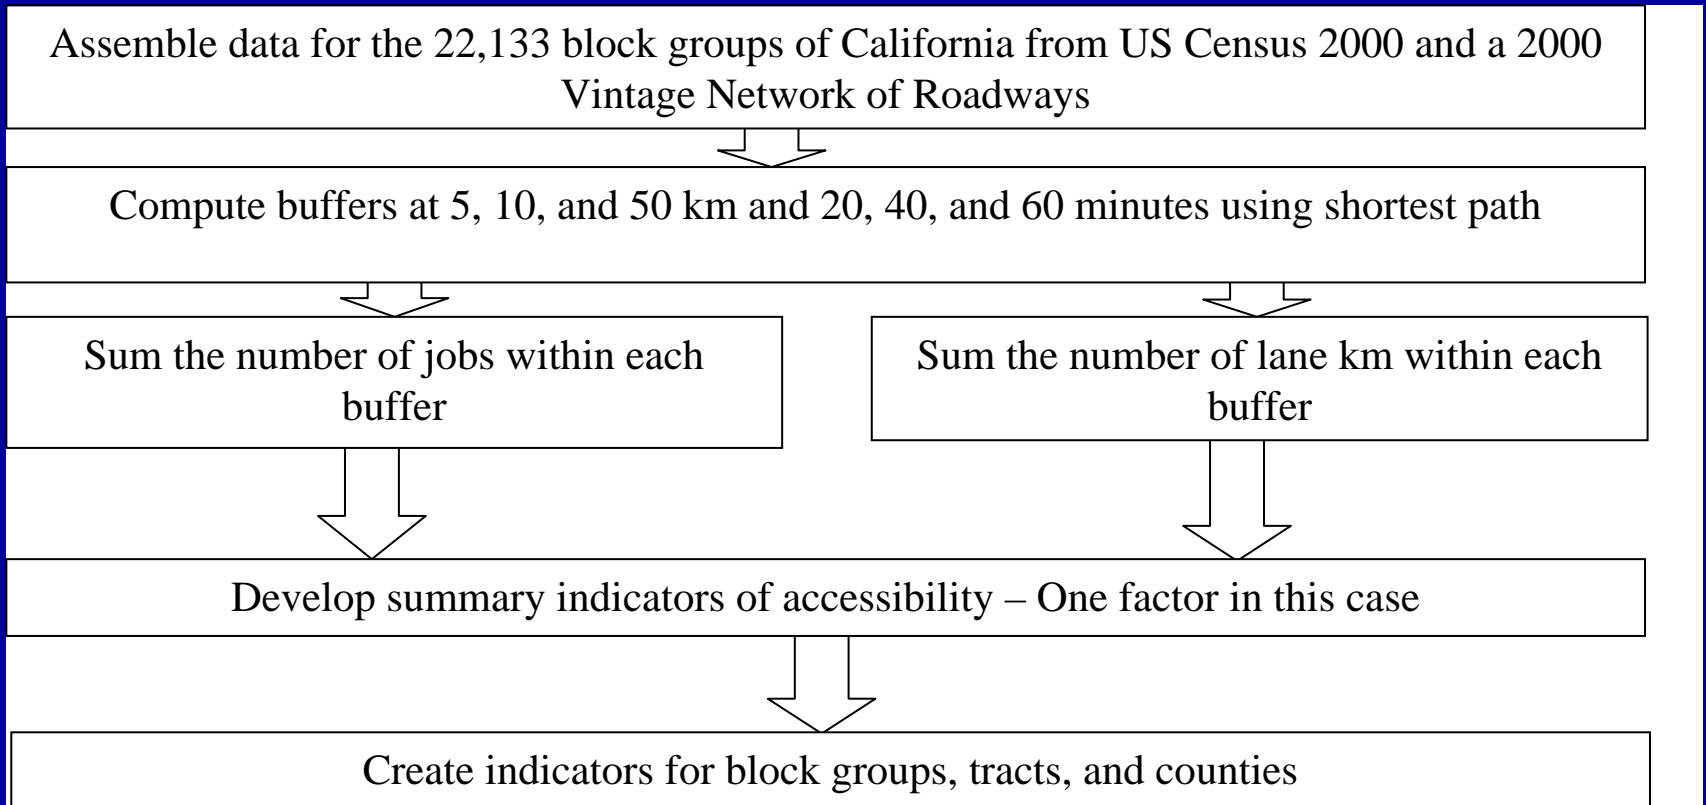 Assemble data for the 22,133 block groups of California from US Census 2000 and a 2000
Vintage Network of Roadways
Compute buffers at 5, 10, and 50 km and 20, 40, and 60 minutes using shortest path
Sum the number of jobs within each
buffer
Sum the number of lane km within each
buffer
Develop summary indicators of accessibility – One factor in this case
Create indicators for block groups, tracts, and counties